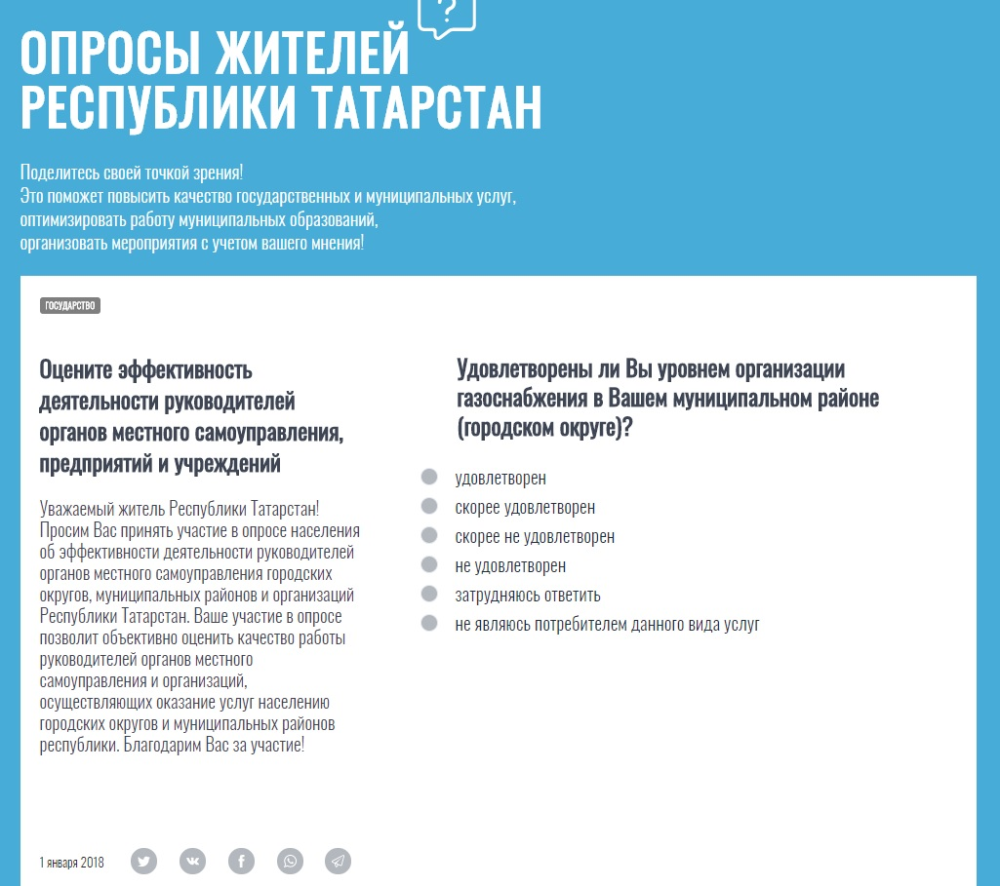 ?
ОПРОСЫ ЖИТЕЛЕЙ
РЕСПУБЛИКИ ТАТАРСТАН
Поделитесь своей точкой зрения!
Это поможет повысить качество государственных и муниципальных услуг,
оптимизировать работу муниципальных образований,
организовать мероприятия с учетом вашего мнения!
ГОСУДАРСТВО
Оцените эффективность
деятельности руководителей
органов местного самоуправления,
предприятий и учреждений
Уважаемый житель Республики Татарстан!
Просим Вас принять участие в опросе населения
об эффективности деятельности руководителей
органов местного самоуправления городских
округов, муниципальных районов и организаций
Республики Татарстан. Ваше участие в опросе
позволит объективно оценить качество работы
руководителей органов местного
самоуправления и организаций,
осуществляющих оказание услуг населению
городских округов и муниципальных районов
республики. Благодарим Вас за участие!
Удовлетворены ли Вы уровнем организации
газоснабжения в Вашем муниципальном районе
(городском округе)?
удовлетворен
скорее удовлетворен
скорее не удовлетворен
не удовлетворен
затрудняюсь ответить
не являюсь потребителем данного вида услуг
1 января 2018